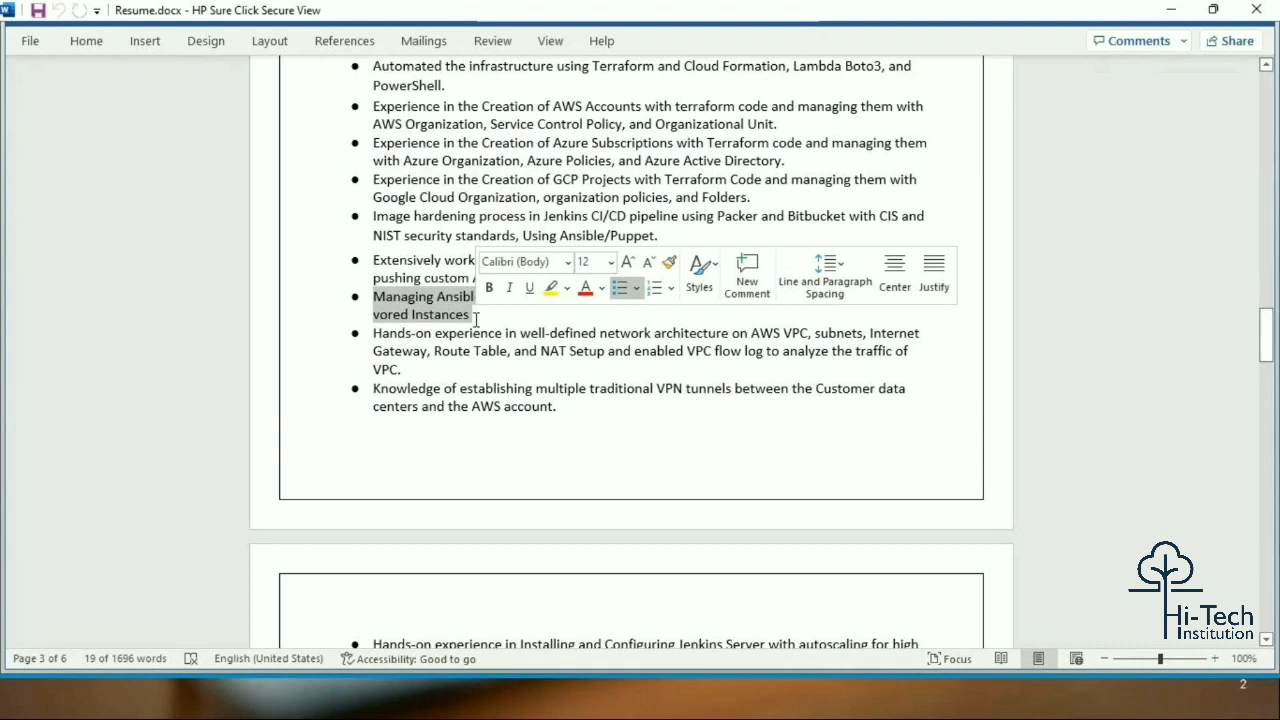 Resume.docx - HP Sure Click Secure View
File Home Insert Design Layout References Mailings Review View Help Comments Share
Automated the infrastructure using Terraform and Cloud Formation, Lambda Boto3, and
PowerShell.
Experience in the Creation of AWS Accounts with terraform code and managing them with
AWS Organization, Service Control Policy, and Organizational Unit.
Experience in the Creation of Azure Subscriptions with Terraform code and managing them
with Azure Organization, Azure Policies, and Azure Active Directory.
Experience in the Creation of GCP Projects with Terraform Code and managing them with
Google Cloud Organization, organization policies, and Folders.
Image hardening process in Jenkins CI/CD pipeline using Packer and Bitbucket with CIS and
NIST security standards, Using Ansible/Puppet.
Extensively work
pushing custom
Calibri (Body) 12 A A
B I U A Styles New Comment Line and Paragraph Spacing Center Justify
Managing Ansibl
vored Instances
Hands-on experience in well-defined network architecture on AWS VPC, subnets, Internet
Gateway, Route Table, and NAT Setup and enabled VPC flow log to analyze the traffic of
VPC.
Knowledge of establishing multiple traditional VPN tunnels between the Customer data
centers and the AWS account.
Hands-on experience in Installing and Configuring Jenkins Server with autoscaling for high
Hi-Tech
Institution
Page 3 of 6 19 of 1696 words English (United States) Accessibility: Good to go Focus 100%
2